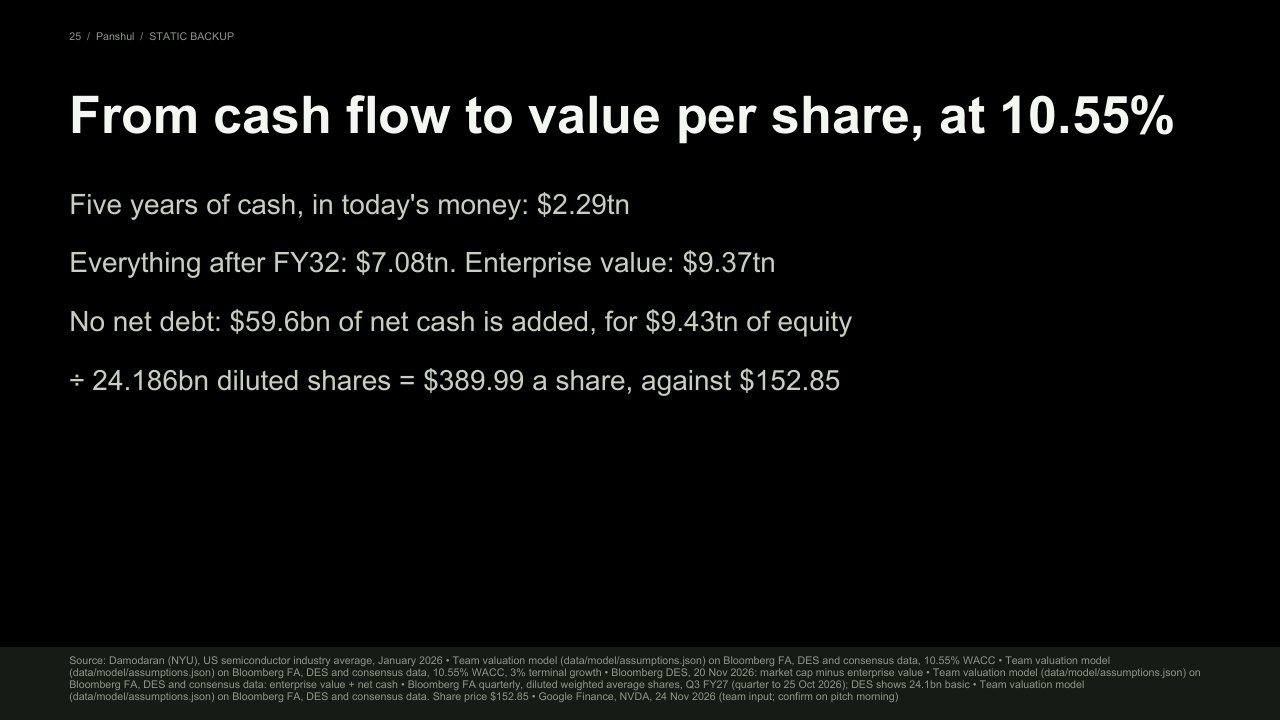 25 / Panshul / STATIC BACKUP
From cash flow to value per share, at 10.55%
Five years of cash, in today's money: $2.29tn
Everything after FY32: $7.08tn. Enterprise value: $9.37tn
No net debt: $59.6bn of net cash is added, for $9.43tn of equity
÷ 24.186bn diluted shares = $389.99 a share, against $152.85
Source: Damodaran (NYU), US semiconductor industry average, January 2026 • Team valuation model (data/model/assumptions.json) on Bloomberg FA, DES and consensus data, 10.55% WACC • Team valuation model
(data/model/assumptions.json) on Bloomberg FA, DES and consensus data, 10.55% WACC, 3% terminal growth • Bloomberg DES, 20 Nov 2026: market cap minus enterprise value • Team valuation model (data/model/assumptions.json) on
Bloomberg FA, DES and consensus data: enterprise value + net cash • Bloomberg FA quarterly, diluted weighted average shares, Q3 FY27 (quarter to 25 Oct 2026); DES shows 24.1bn basic • Team valuation model
(data/model/assumptions.json) on Bloomberg FA, DES and consensus data. Share price $152.85 • Google Finance, NVDA, 24 Nov 2026 (team input; confirm on pitch morning)